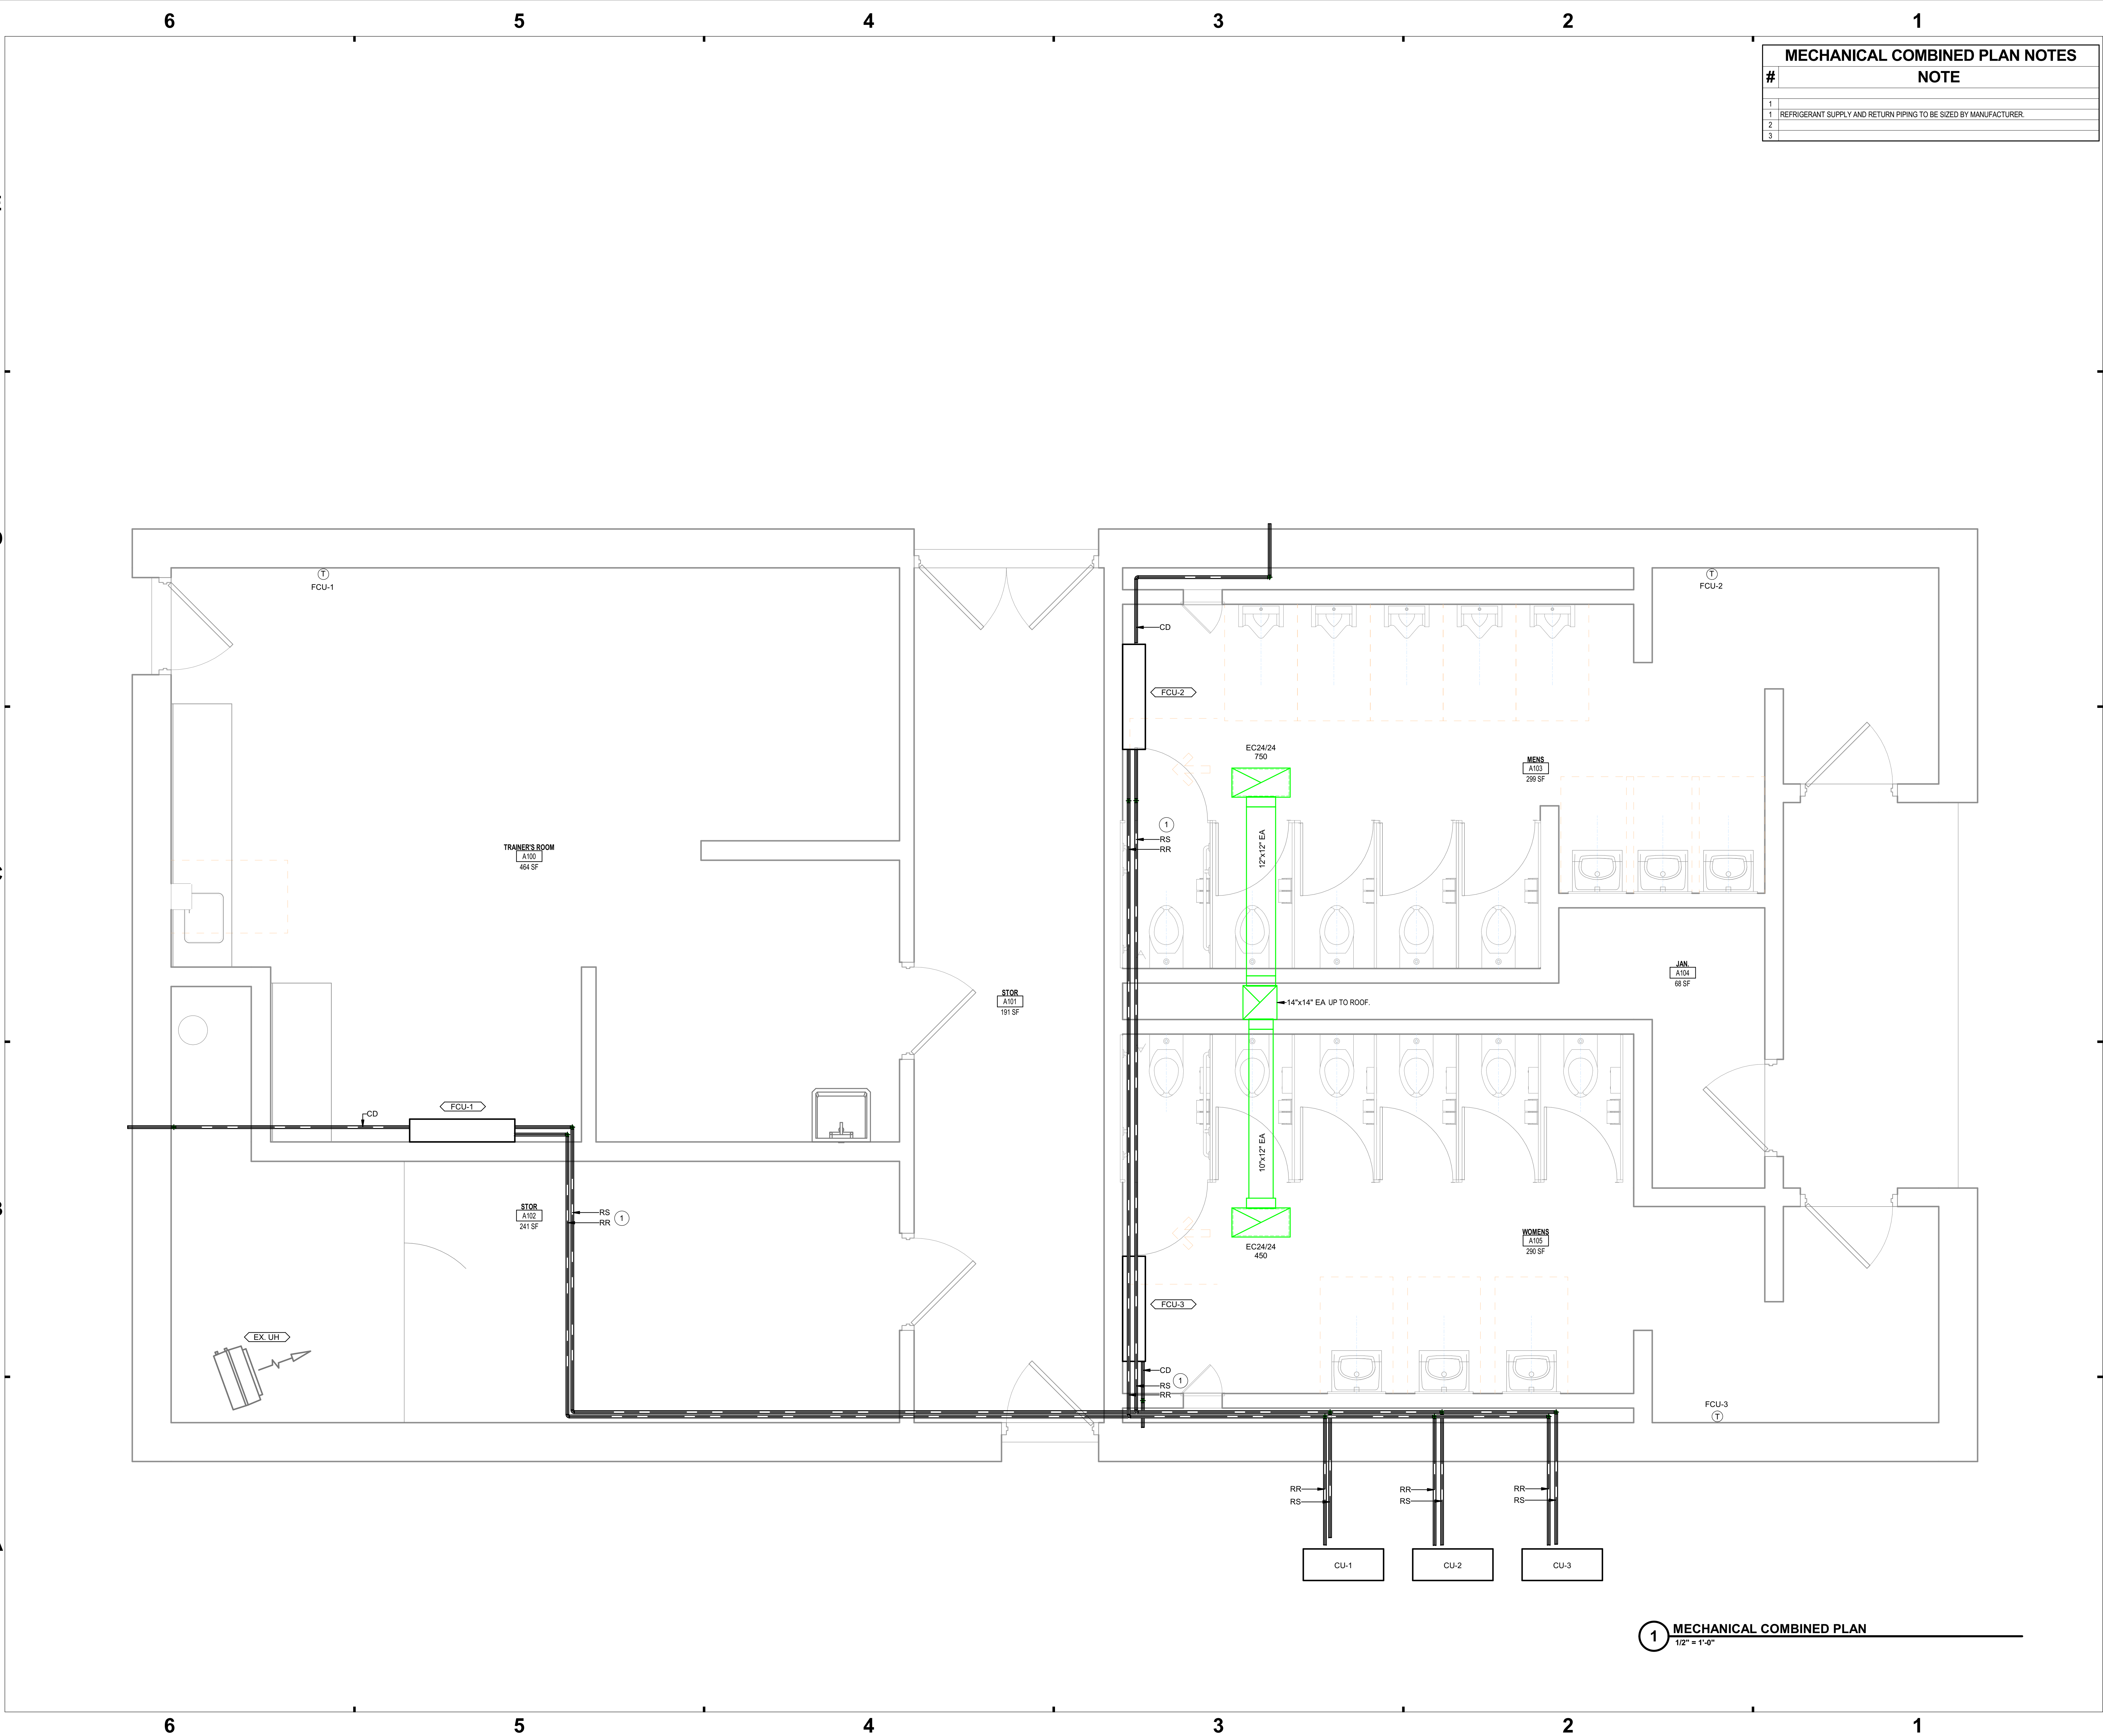 6 5 4 3 2 1
MECHANICAL COMBINED PLAN NOTES
# NOTE
1
1 REFRIGERANT SUPPLY AND RETURN PIPING TO BE SIZED BY MANUFACTURER.
2
3
T
FCU-1
T
FCU-2
CD
FCU-2
EC24/24
750
MENS
A103
299 SF
1
RS
RR
12"x12" EA
TRAINER'S ROOM
A100
464 SF
JAN.
A104
68 SF
STOR
A101
191 SF
14"x14" EA UP TO ROOF.
CD
FCU-1
10"x12" EA
STOR
A102
241 SF
RS
RR
1
WOMENS
A105
290 SF
EC24/24
450
FCU-3
EX. UH
CD
RS
RR
1
FCU-3
T
RR
RS
RR
RS
RR
RS
CU-1
CU-2
CU-3
1 MECHANICAL COMBINED PLAN
1/2" = 1'-0"
6 5 4 3 2 1